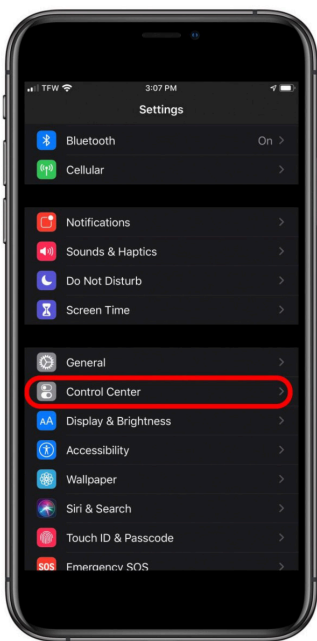 TFW
3:07 PM
Settings
Bluetooth On
Cellular
Notifications
Sounds & Haptics
Do Not Disturb
Screen Time
General
Control Center
AA Display & Brightness
Accessibility
Wallpaper
Siri & Search
Touch ID & Passcode
SOS Emergency SOS